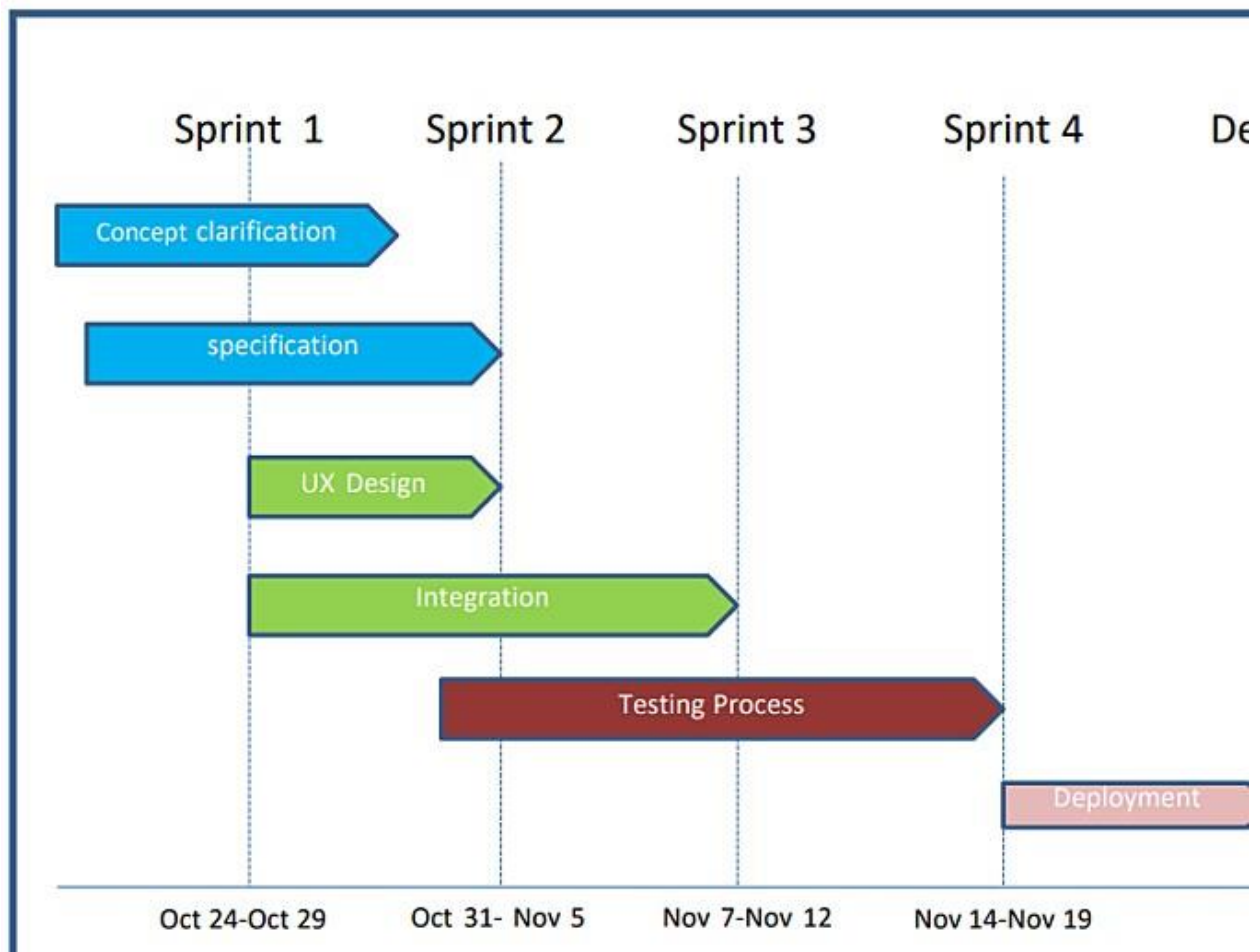 Sprint 1 Sprint 2 Sprint 3 Sprint 4 De
Concept clarification
specification
UX Design
Integration
Testing Process
Deployment
Oct 24-Oct 29 Oct 31- Nov 5 Nov 7-Nov 12 Nov 14-Nov 19